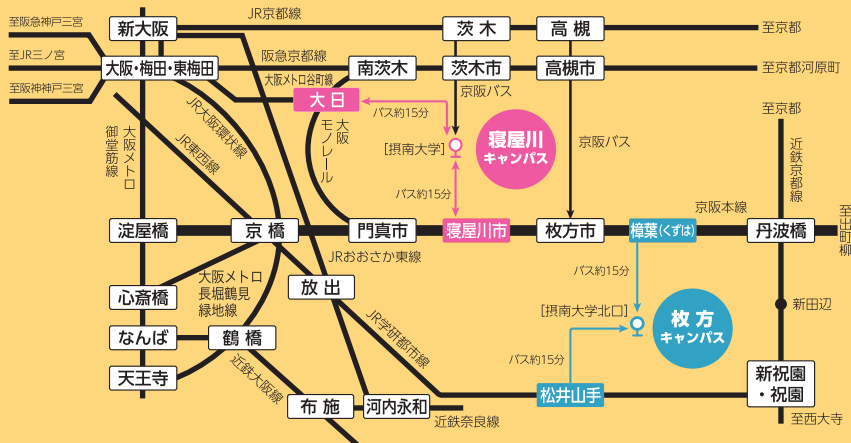 JR京都線
至阪急神戸三宮
新大阪
茨木
高槻
至京都
至JR三ノ宮
阪急京都線
大阪・梅田・東梅田
南茨木
茨木市
高槻市
至京都河原町
大阪メトロ谷町線
至阪神神戸三宮
大日
京阪バス
バス約15分
至京都
JR大阪環状線
JR東西線
大阪メトロ
御堂筋線
大阪
モノレール
[摂南大学]
寝屋川
キャンパス
京阪バス
近鉄京都線
バス約15分
京阪本線
至出町柳
淀屋橋
京橋
門真市
寝屋川市
枚方市
樟葉(くずは)
丹波橋
JRおおさか東線
大阪メトロ
長堀鶴見
緑地線
バス約15分
心斎橋
放出
[摂南大学北口]
枚方
キャンパス
新田辺
なんば
鶴橋
JR学研都市線
バス約15分
天王寺
近鉄大阪線
新祝園
・祝園
布施
河内永和
松井山手
近鉄奈良線
至西大寺